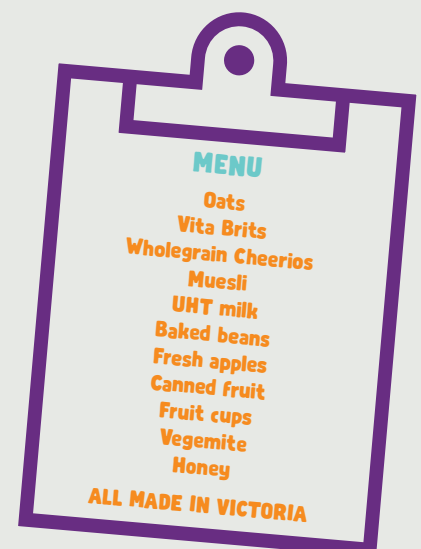 MENU
Oats
Vita Brits
Wholegrain Cheerios
Muesli
UHT milk
Baked beans
Fresh apples
Canned fruit
Fruit cups
Vegemite
Honey
ALL MADE IN VICTORIA